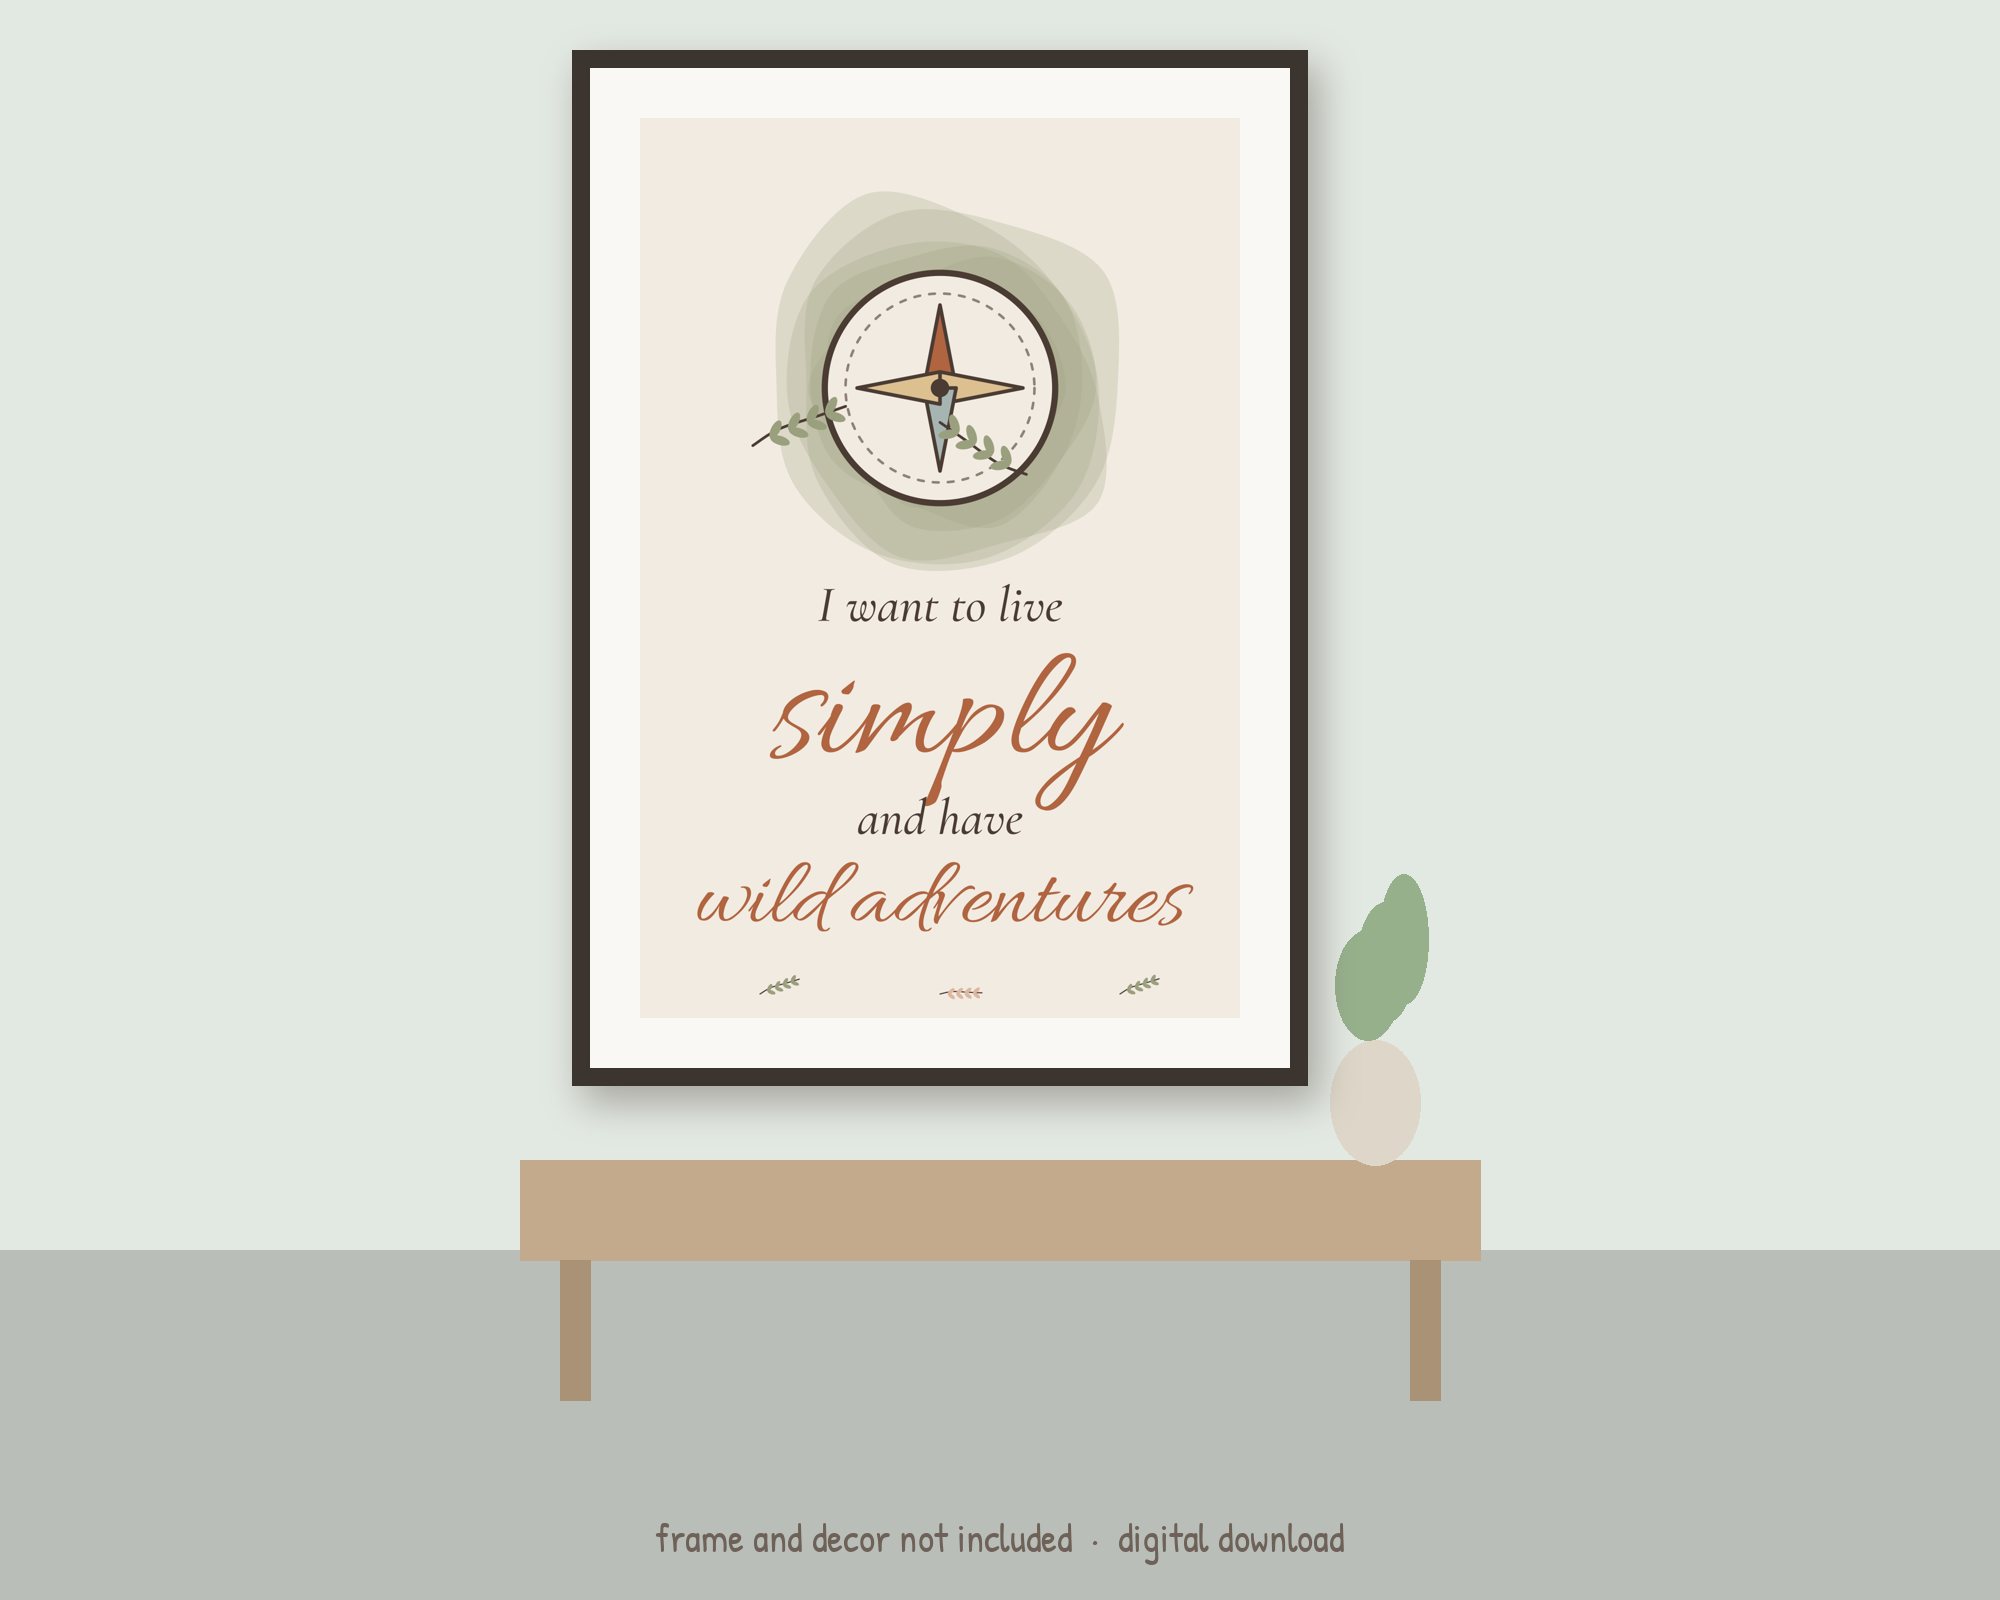 I want to live
simply
and have
wild adventures
frame and decor not included · digital download